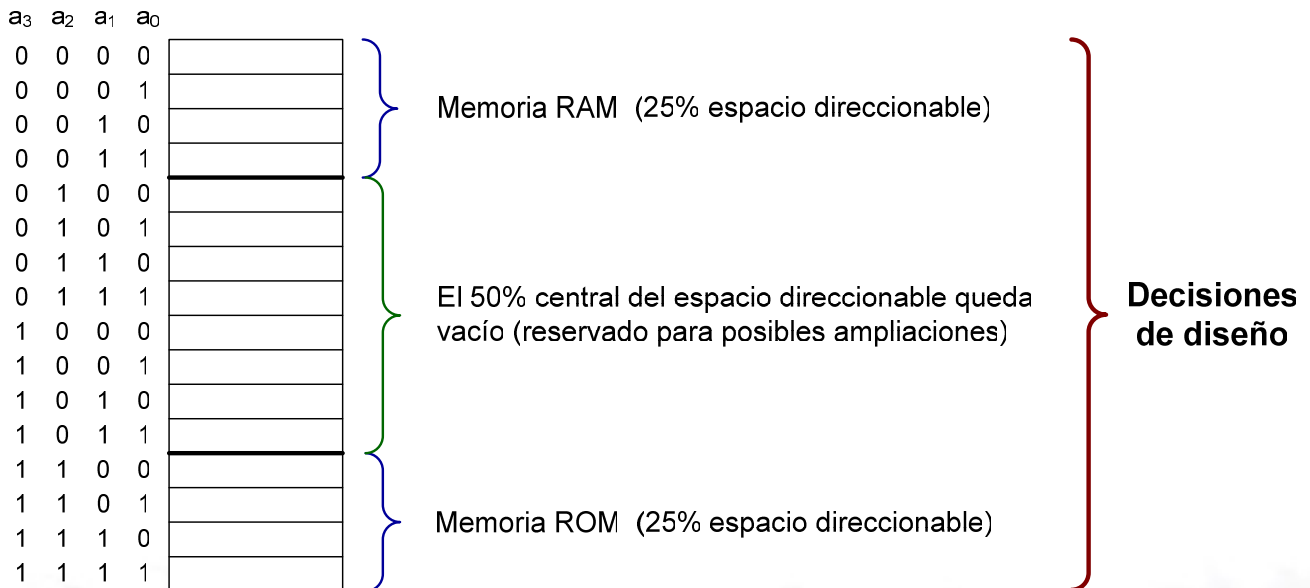 a₃ a₂ a₁ a₀
0 0 0 0
0 0 0 1
0 0 1 0
0 0 1 1
0 1 0 0
0 1 0 1
0 1 1 0
0 1 1 1
1 0 0 0
1 0 0 1
1 0 1 0
1 0 1 1
1 1 0 0
1 1 0 1
1 1 1 0
1 1 1 1
Memoria RAM (25% espacio direccionable)
El 50% central del espacio direccionable queda
vacío (reservado para posibles ampliaciones)
Memoria ROM (25% espacio direccionable)
Decisiones
de diseño